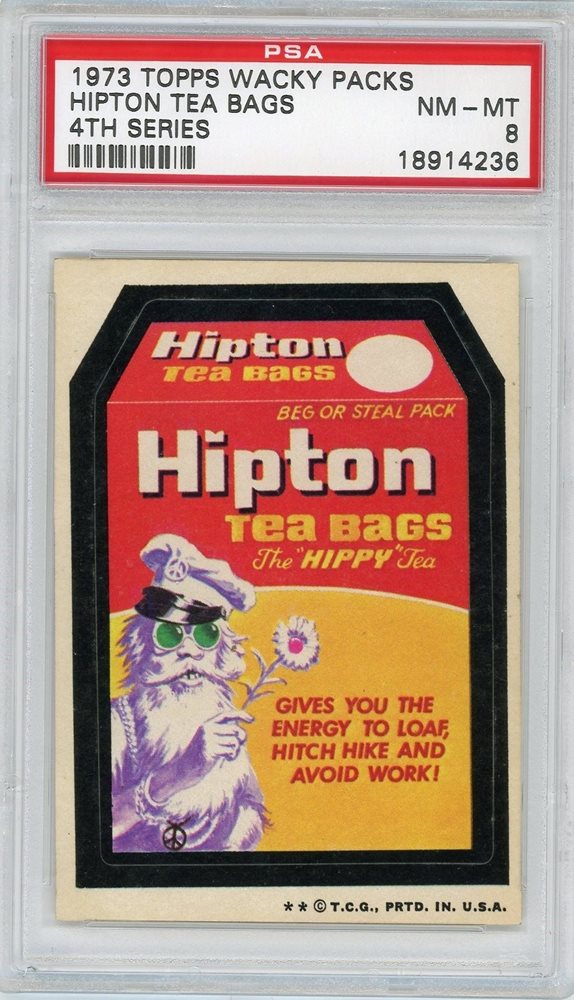 PSA
1973 TOPPS WACKY PACKS
HIPTON TEA BAGS NM-MT
4TH SERIES 8
18914236
Hipton
Tea BaGS
BEG OR STEAL PACK
Hipton
Tea BaGS
The "HIPPY" Tea
GIVES YOU THE
ENERGY TO LOAF,
HITCH HIKE AND
AVOID WORK!
** © T.C.G., PRTD. IN. U.S.A.